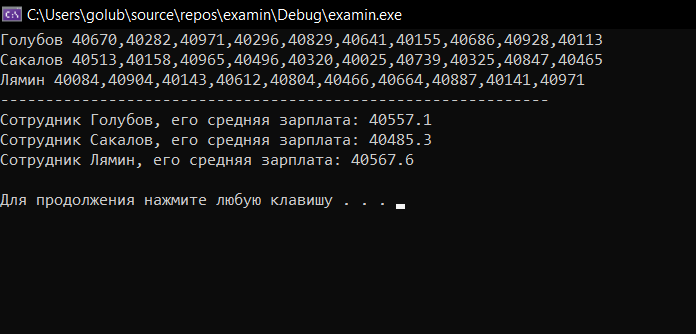 C:\Users\golub\source\repos\examin\Debug\examin.exe
Голубов 40670,40282,40971,40296,40829,40641,40155,40686,40928,40113
Сакалов 40513,40158,40965,40496,40320,40025,40739,40325,40847,40465
Лямин 40084,40904,40143,40612,40804,40466,40664,40887,40141,40971
-------------------------------------------------------------
Сотрудник Голубов, его средняя зарплата: 40557.1
Сотрудник Сакалов, его средняя зарплата: 40485.3
Сотрудник Лямин, его средняя зарплата: 40567.6
Для продолжения нажмите любую клавишу . . .